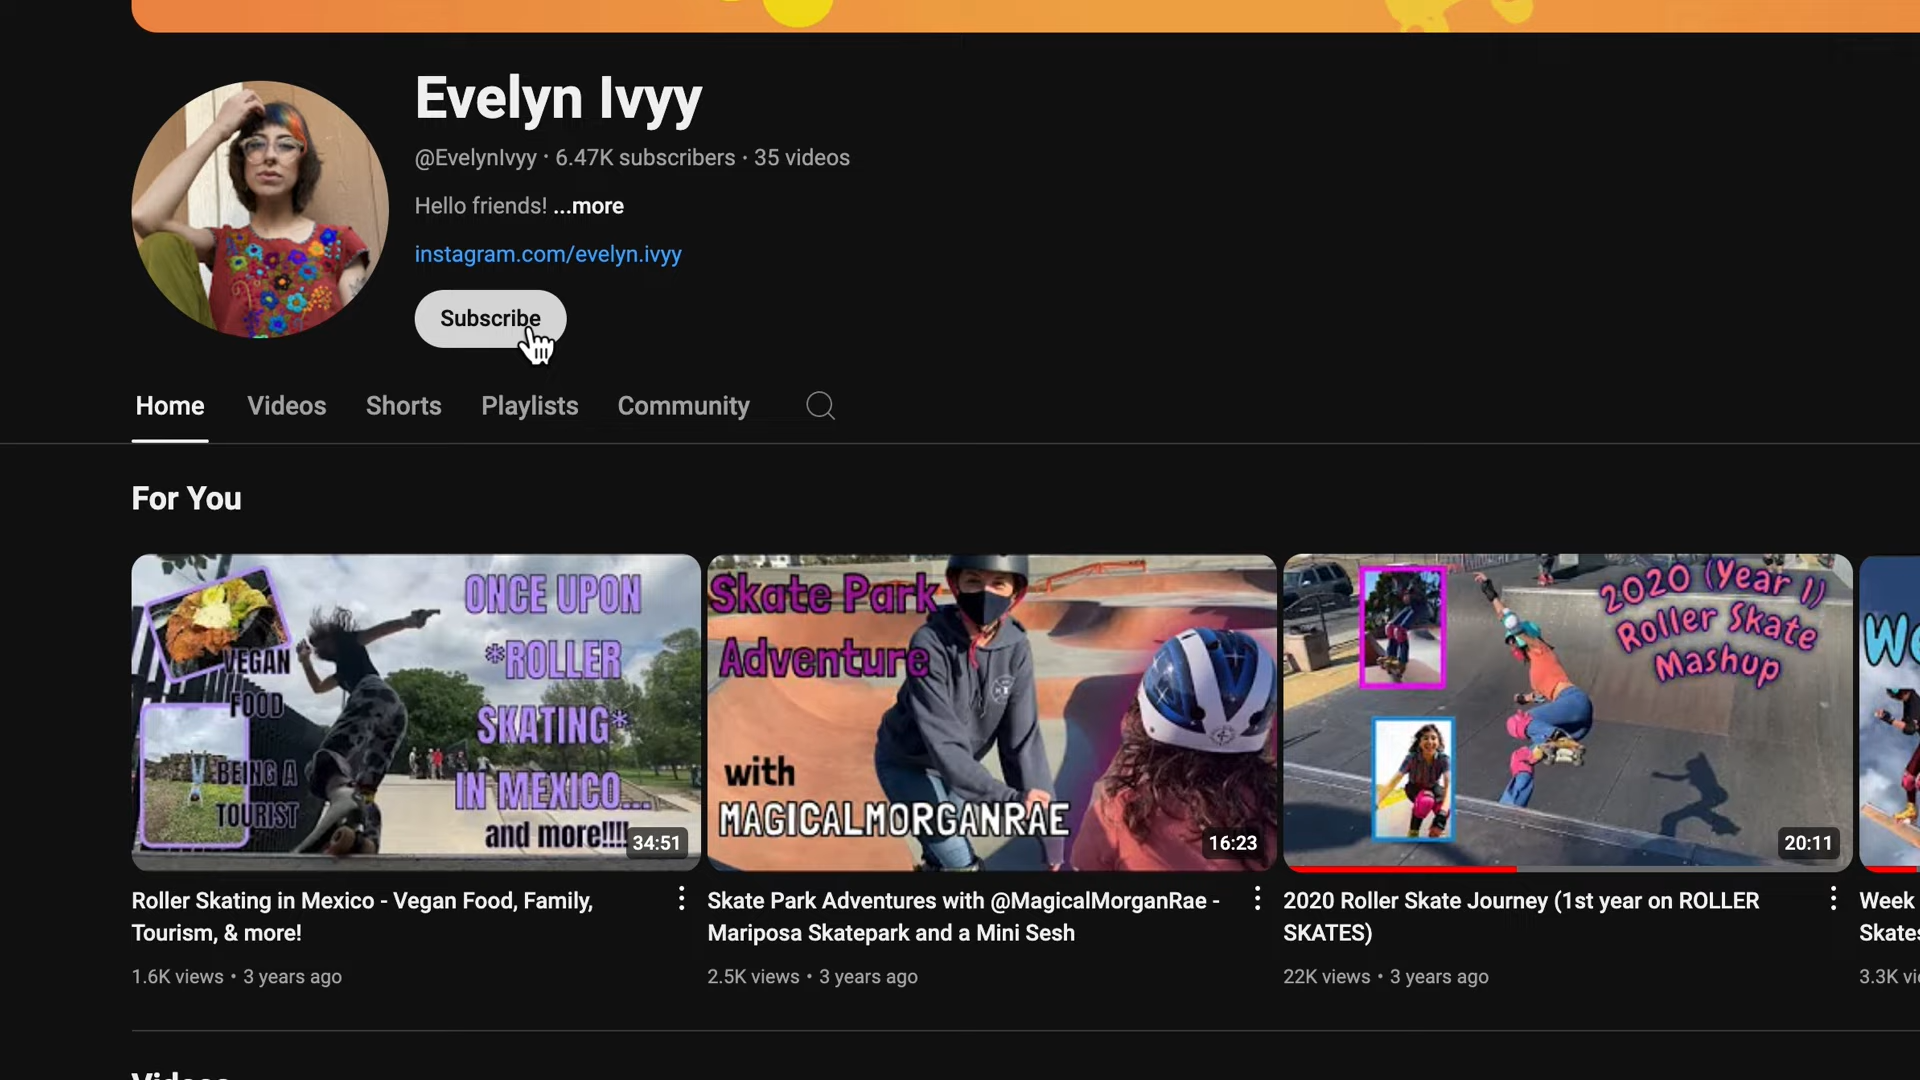 Evelyn Ivyy
@EvelynIvyy · 6.47K subscribers · 35 videos
Hello friends! ...more
instagram.com/evelyn.ivyy
Subscribe
Home Videos Shorts Playlists Community
For You
VEGAN
FOOD
BEING A
TOURIST
ONCE UPON
*ROLLER
SKATING*
IN MEXICO...
and more!!!!
34:51
Skate Park
Adventure
with
MAGICALMORGANRAE
16:23
2020 (Year 1)
Roller Skate
Mashup
20:11
Roller Skating in Mexico - Vegan Food, Family,
Tourism, & more!
1.6K views • 3 years ago
Skate Park Adventures with @MagicalMorganRae -
Mariposa Skatepark and a Mini Sesh
2.5K views • 3 years ago
2020 Roller Skate Journey (1st year on ROLLER
SKATES)
22K views • 3 years ago
Week
Skates
3.3K